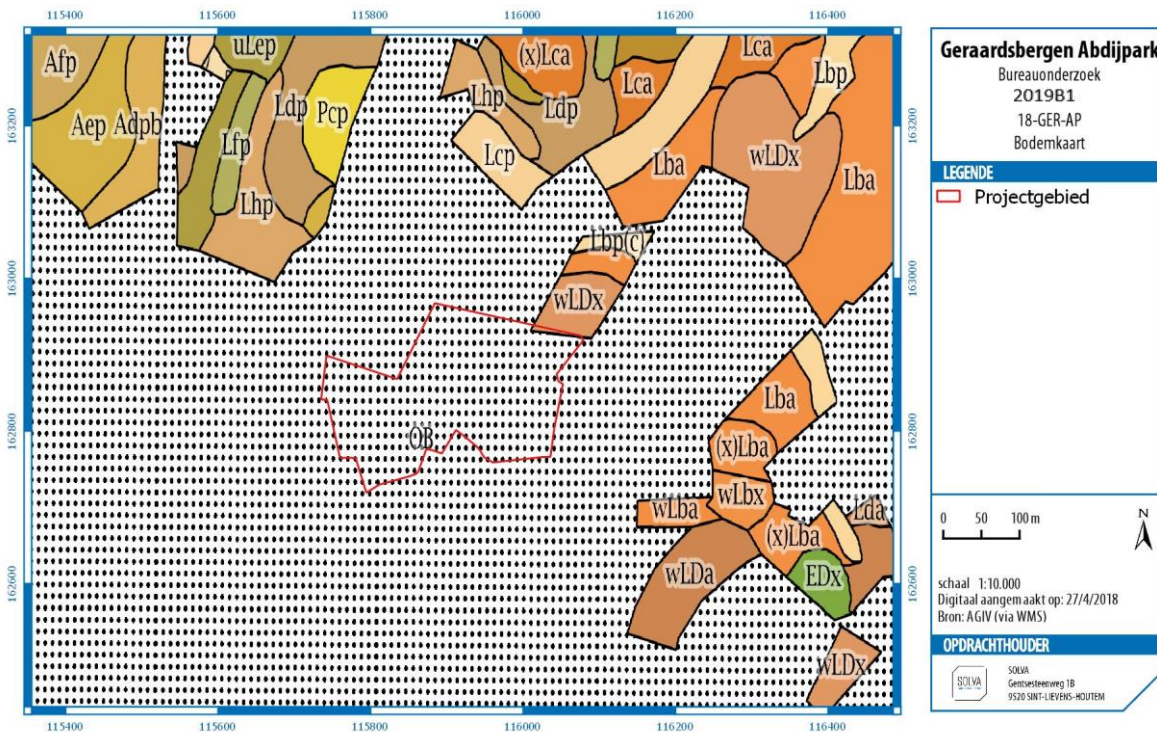 115400 115600 115800 116000 116200 116400
163200
163000
162800
162600
163200
163000
162800
162600
115400 115600 115800 116000 116200 116400
Afp
Aep
Adpb
uLep
Ldp
Pcp
Lfp
Lhp
(x)Lca
Lhp
Ldp
Lcp
Lca
Lca
Lbp
Lba
wLDx
Lba
Lbp(c)
wLDx
OB
Lba
(x)Lba
wLbx
wLba
(x)Lba
Lda
wLDa
EDx
wLDx
Geraardsbergen Abdijpark
Bureauonderzoek
2019B1
18-GER-AP
Bodemkaart
LEGENDE
Projectgebied
0 50 100 m
N
schaal 1:10.000
Digitaal aangemaakt op: 27/4/2018
Bron: AGIV (via WMS)
OPDRACHTHOUDER
SOLVA
SOLVA
Gentsesteenweg 1B
9520 SINT-LIEVENS-HOUTEM